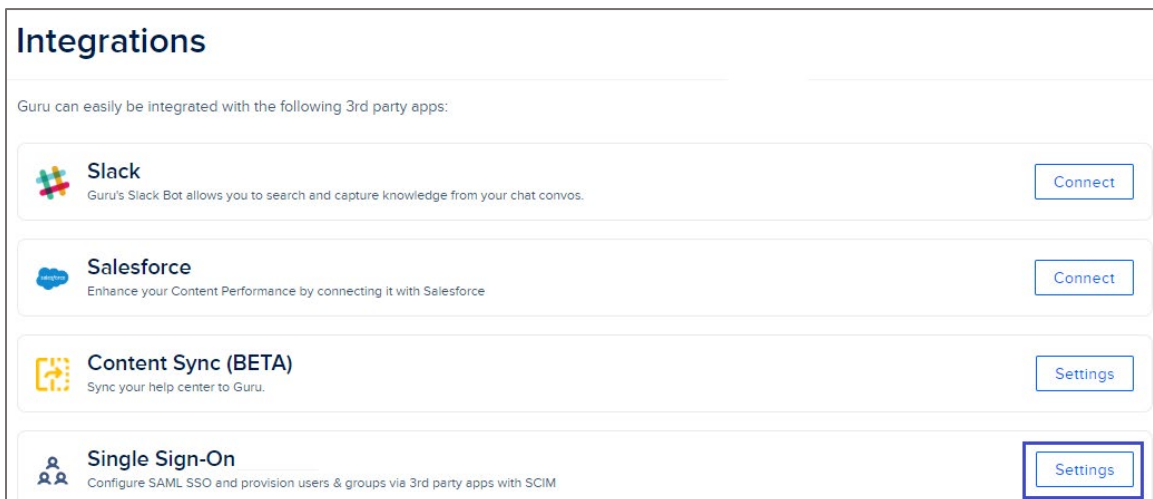 Integrations
Guru can easily be integrated with the following 3rd party apps:
Slack
Guru's Slack Bot allows you to search and capture knowledge from your chat convos.
Connect
salesforce
Salesforce
Enhance your Content Performance by connecting it with Salesforce
Connect
Content Sync (BETA)
Sync your help center to Guru.
Settings
Single Sign-On
Configure SAML SSO and provision users & groups via 3rd party apps with SCIM
Settings